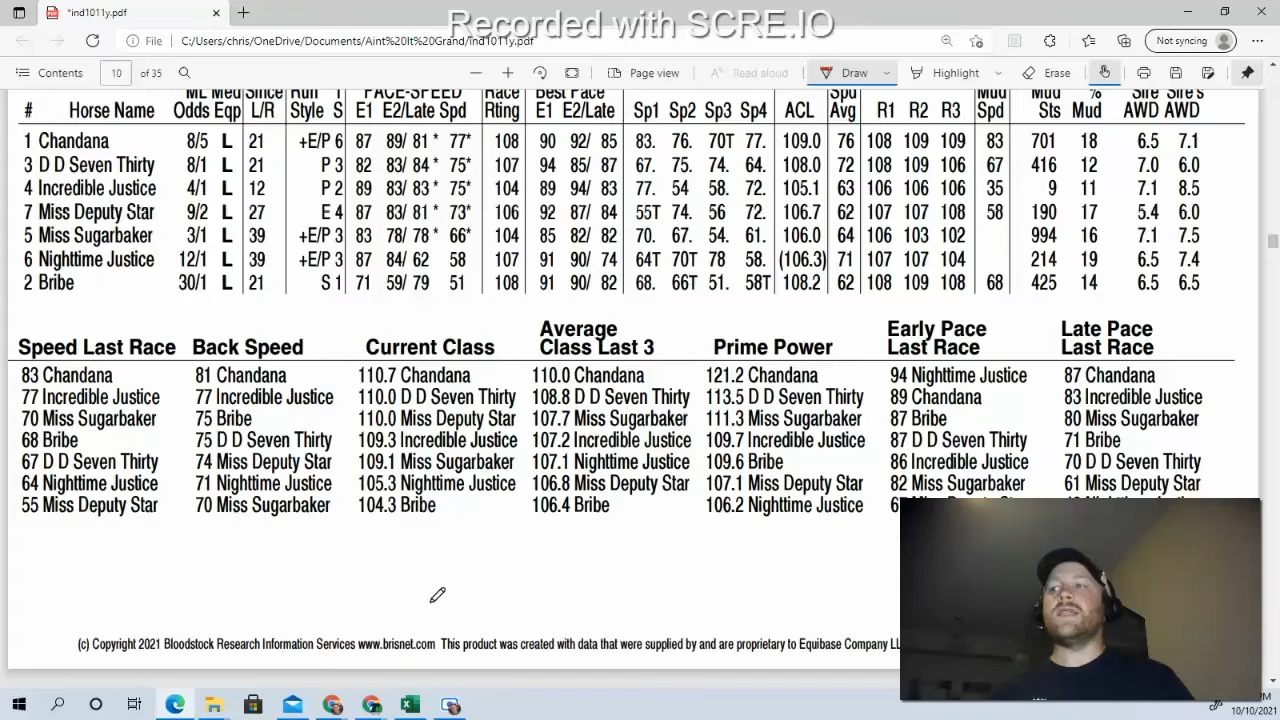 *ind1011y.pdf
Recorded with SCRE.IO
File C:/Users/chris/OneDrive/Documents/Aint%20It%20Grand/ind1011y.pdf Not syncing
Contents 10 of 35 Page view Read aloud Draw Highlight Erase
ML Med Since Run PACE-SPEED Race Best Pace Spd Mud Mud % Sire Sire's
# Horse Name Odds Eqp L/R Style S E1 E2/Late Spd Rting E1 E2/Late Sp1 Sp2 Sp3 Sp4 ACL Avg R1 R2 R3 Spd Sts Mud AWD AWD
1 Chandana 8/5 L 21 +E/P 6 87 89/ 81 * 77* 108 90 92/ 85 83. 76. 70T 77. 109.0 76 108 109 109 83 701 18 6.5 7.1
3 D D Seven Thirty 8/1 L 21 P 3 82 83/ 84 * 75* 107 94 85/ 87 67. 75. 74. 64. 108.0 72 108 109 106 67 416 12 7.0 6.0
4 Incredible Justice 4/1 L 12 P 2 89 83/ 83 * 75* 104 89 94/ 83 77. 54 58. 72. 105.1 63 106 106 106 35 9 11 7.1 8.5
7 Miss Deputy Star 9/2 L 27 E 4 87 83/ 81 * 73* 106 92 87/ 84 55T 74. 56 72. 106.7 62 107 107 108 58 190 17 5.4 6.0
5 Miss Sugarbaker 3/1 L 39 +E/P 3 83 78/ 78 * 66* 104 85 82/ 82 70. 67. 54. 61. 106.0 64 106 103 102 994 16 7.1 7.5
6 Nighttime Justice 12/1 L 39 +E/P 3 87 84/ 62 58 107 91 90/ 74 64T 70T 78 58. (106.3) 71 107 107 104 214 19 6.5 7.4
2 Bribe 30/1 L 21 S 1 71 59/ 79 51 108 91 90/ 82 68. 66T 51. 58T 108.2 62 108 109 108 68 425 14 6.5 6.5
Average Early Pace Late Pace
Speed Last Race Back Speed Current Class Class Last 3 Prime Power Last Race Last Race
83 Chandana 81 Chandana 110.7 Chandana 110.0 Chandana 121.2 Chandana 94 Nighttime Justice 87 Chandana
77 Incredible Justice 77 Incredible Justice 110.0 D D Seven Thirty 108.8 D D Seven Thirty 113.5 D D Seven Thirty 89 Chandana 83 Incredible Justice
70 Miss Sugarbaker 75 Bribe 110.0 Miss Deputy Star 107.7 Miss Sugarbaker 111.3 Miss Sugarbaker 87 Bribe 80 Miss Sugarbaker
68 Bribe 75 D D Seven Thirty 109.3 Incredible Justice 107.2 Incredible Justice 109.7 Incredible Justice 87 D D Seven Thirty 71 Bribe
67 D D Seven Thirty 74 Miss Deputy Star 109.1 Miss Sugarbaker 107.1 Nighttime Justice 109.6 Bribe 86 Incredible Justice 70 D D Seven Thirty
64 Nighttime Justice 71 Nighttime Justice 105.3 Nighttime Justice 106.8 Miss Deputy Star 107.1 Miss Deputy Star 82 Miss Sugarbaker 61 Miss Deputy Star
55 Miss Deputy Star 70 Miss Sugarbaker 104.3 Bribe 106.4 Bribe 106.2 Nighttime Justice
(c) Copyright 2021 Bloodstock Research Information Services www.brisnet.com This product was created with data that were supplied by and are proprietary to Equibase Company
10/10/2021